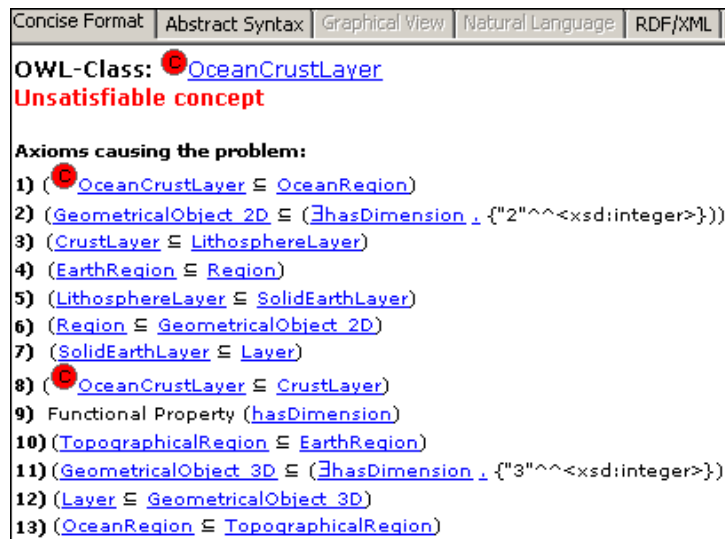 Concise Format Abstract Syntax Graphical View Natural Language RDF/XML
OWL-Class: C OceanCrustLayer
Unsatisfiable concept
Axioms causing the problem:
1) (C OceanCrustLayer ⊑ OceanRegion)
2) (GeometricalObject_2D ⊑ (∃hasDimension . {"2"^^<xsd:integer>}))
3) (CrustLayer ⊑ LithosphereLayer)
4) (EarthRegion ⊑ Region)
5) (LithosphereLayer ⊑ SolidEarthLayer)
6) (Region ⊑ GeometricalObject_2D)
7) (SolidEarthLayer ⊑ Layer)
8) (C OceanCrustLayer ⊑ CrustLayer)
9) Functional Property (hasDimension)
10) (TopographicalRegion ⊑ EarthRegion)
11) (GeometricalObject_3D ⊑ (∃hasDimension . {"3"^^<xsd:integer>})
12) (Layer ⊑ GeometricalObject_3D)
13) (OceanRegion ⊑ TopographicalRegion)